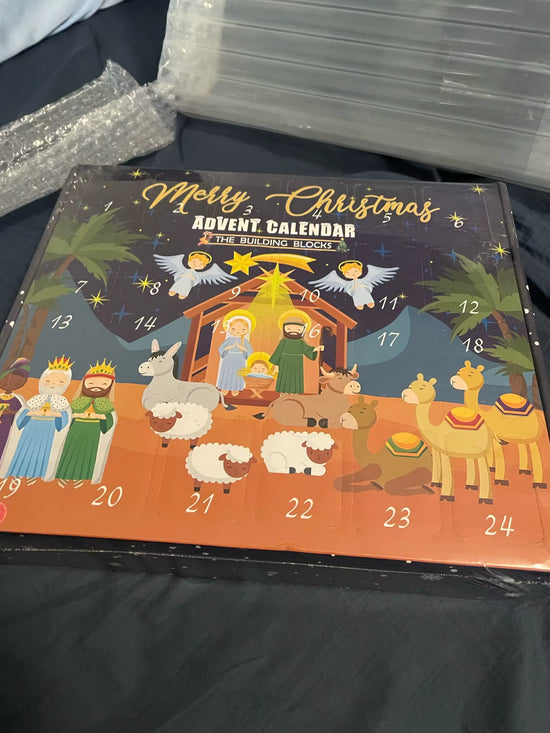 Merry Christmas
ADVENT CALENDAR
THE BUILDING BLOCKS
1 2 3 4 5 6
7 8 9 10 11 12
13 14 15 16 17 18
19 20 21 22 23 24